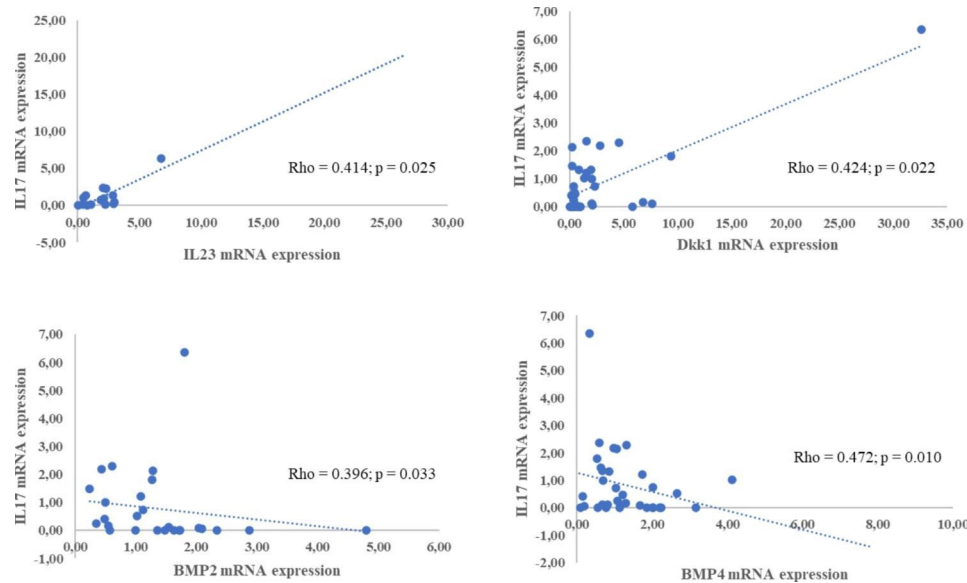 25,00
20,00
15,00
10,00
5,00
0,00
-5,00
IL17 mRNA expression
Rho = 0.414; p = 0.025
0,00 5,00 10,00 15,00 20,00 25,00 30,00
IL23 mRNA expression
7,00
6,00
5,00
4,00
3,00
2,00
1,00
0,00
IL17 mRNA expression
Rho = 0.424; p = 0.022
0,00 5,00 10,00 15,00 20,00 25,00 30,00 35,00
Dkk1 mRNA expression
7,00
6,00
5,00
4,00
3,00
2,00
1,00
0,00
-1,00
IL17 mRNA expression
Rho = 0.396; p = 0.033
0,00 1,00 2,00 3,00 4,00 5,00 6,00
BMP2 mRNA expression
7,00
6,00
5,00
4,00
3,00
2,00
1,00
0,00
-1,00
-2,00
IL17 mRNA expression
Rho = 0.472; p = 0.010
0,00 2,00 4,00 6,00 8,00 10,00
BMP4 mRNA expression